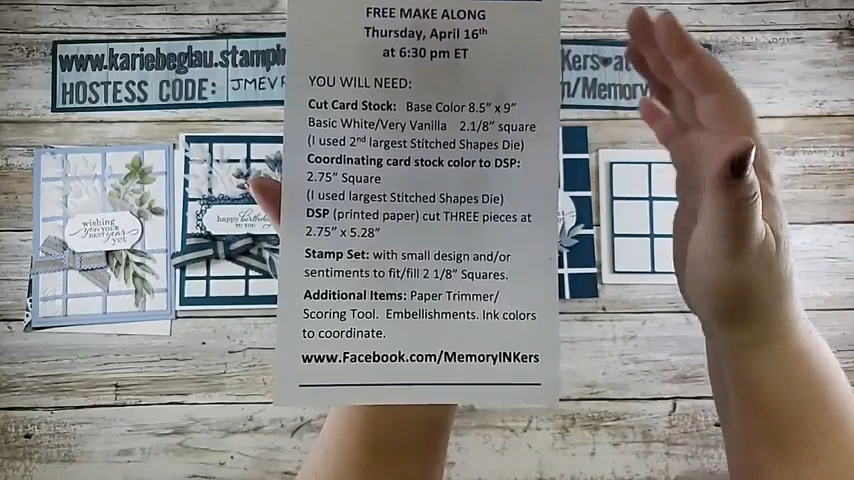 FREE MAKE ALONG
Thursday, April 16th
at 6:30 pm ET
YOU WILL NEED:
Cut Card Stock: Base Color 8.5" x 9"
Basic White/Very Vanilla 2.1/8" square
(I used 2nd largest Stitched Shapes Die)
Coordinating card stock color to DSP:
2.75" Square
(I used largest Stitched Shapes Die)
DSP (printed paper) cut THREE pieces at
2.75" x 5.28"
Stamp Set: with small design and/or
sentiments to fit/fill 2 1/8" Squares.
Additional Items: Paper Trimmer/
Scoring Tool. Embellishments. Ink colors
to coordinate.
www.Facebook.com/MemoryINKers
www.kariebeglau.stampin
HOSTESS CODE: JMEV
Kers♥at
m/Memory
wishing
you YOUR
BEST year
yet
happy birthday
TO YOU